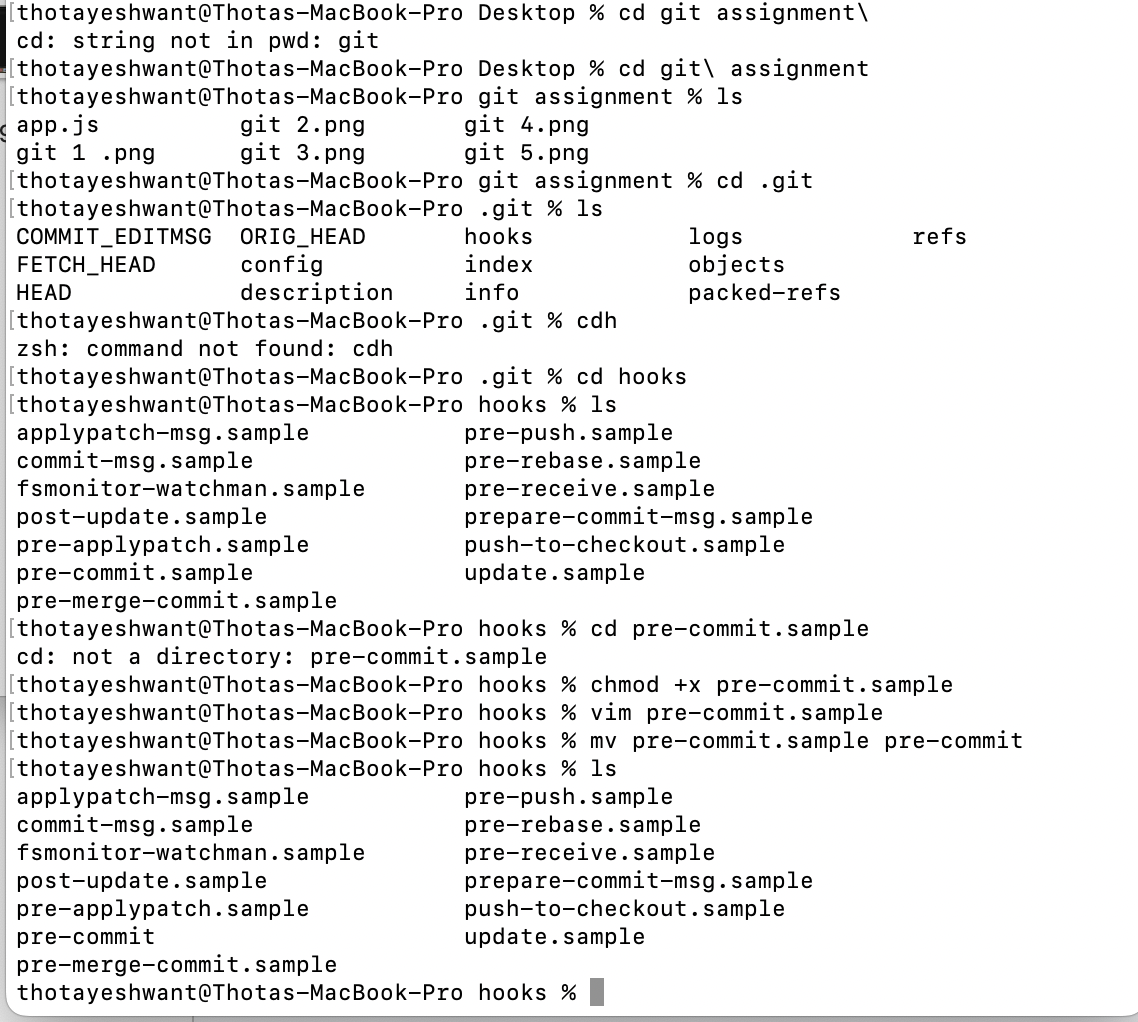 [thotayeshwant@Thotas-MacBook-Pro Desktop % cd git assignment\
cd: string not in pwd: git
[thotayeshwant@Thotas-MacBook-Pro Desktop % cd git\ assignment
[thotayeshwant@Thotas-MacBook-Pro git assignment % ls
app.js          git 2.png       git 4.png
git 1 .png      git 3.png       git 5.png
[thotayeshwant@Thotas-MacBook-Pro git assignment % cd .git
[thotayeshwant@Thotas-MacBook-Pro .git % ls
COMMIT_EDITMSG  ORIG_HEAD       hooks           logs            refs
FETCH_HEAD      config          index           objects
HEAD            description     info            packed-refs
[thotayeshwant@Thotas-MacBook-Pro .git % cdh
zsh: command not found: cdh
[thotayeshwant@Thotas-MacBook-Pro .git % cd hooks
[thotayeshwant@Thotas-MacBook-Pro hooks % ls
applypatch-msg.sample           pre-push.sample
commit-msg.sample               pre-rebase.sample
fsmonitor-watchman.sample       pre-receive.sample
post-update.sample              prepare-commit-msg.sample
pre-applypatch.sample           push-to-checkout.sample
pre-commit.sample               update.sample
pre-merge-commit.sample
[thotayeshwant@Thotas-MacBook-Pro hooks % cd pre-commit.sample
cd: not a directory: pre-commit.sample
[thotayeshwant@Thotas-MacBook-Pro hooks % chmod +x pre-commit.sample
[thotayeshwant@Thotas-MacBook-Pro hooks % vim pre-commit.sample
[thotayeshwant@Thotas-MacBook-Pro hooks % mv pre-commit.sample pre-commit
[thotayeshwant@Thotas-MacBook-Pro hooks % ls
applypatch-msg.sample           pre-push.sample
commit-msg.sample               pre-rebase.sample
fsmonitor-watchman.sample       pre-receive.sample
post-update.sample              prepare-commit-msg.sample
pre-applypatch.sample           push-to-checkout.sample
pre-commit                      update.sample
pre-merge-commit.sample
thotayeshwant@Thotas-MacBook-Pro hooks %